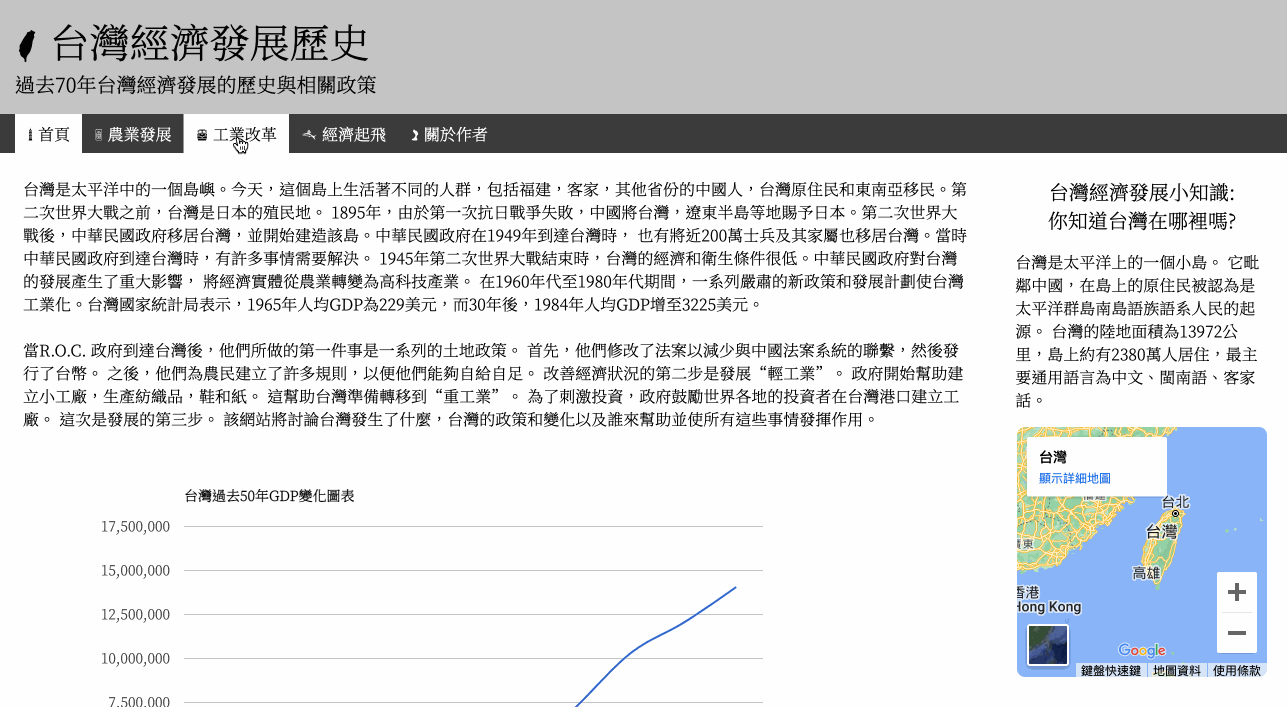 台灣經濟發展歷史
過去70年台灣經濟發展的歷史與相關政策
首頁 農業發展 工業改革 經濟起飛 關於作者
台灣是太平洋中的一個島嶼。今天，這個島上生活著不同的人群，包括福建，客家，其他省份的中國人，台灣原住民和東南亞移民。第
二次世界大戰之前，台灣是日本的殖民地。 1895年，由於第一次抗日戰爭失敗，中國將台灣，遼東半島等地賜予日本。第二次世界大
戰後，中華民國政府移居台灣，並開始建造該島。中華民國政府在1949年到達台灣時， 也有將近200萬士兵及其家屬也移居台灣。當時
中華民國政府到達台灣時，有許多事情需要解決。 1945年第二次世界大戰結束時，台灣的經濟和衛生條件很低。中華民國政府對台灣
的發展產生了重大影響， 將經濟實體從農業轉變為高科技產業。 在1960年代至1980年代期間，一系列嚴肅的新政策和發展計劃使台灣
工業化。台灣國家統計局表示，1965年人均GDP為229美元，而30年後，1984年人均GDP增至3225美元。
當R.O.C. 政府到達台灣後，他們所做的第一件事是一系列的土地政策。 首先，他們修改了法案以減少與中國法案系統的聯繫，然後發
行了台幣。 之後，他們為農民建立了許多規則，以便他們能夠自給自足。 改善經濟狀況的第二步是發展“輕工業”。 政府開始幫助建
立小工廠，生產紡織品，鞋和紙。 這幫助台灣準備轉移到“重工業”。 為了刺激投資，政府鼓勵世界各地的投資者在台灣港口建立工
廠。 這次是發展的第三步。 該網站將討論台灣發生了什麼，台灣的政策和變化以及誰來幫助並使所有這些事情發揮作用。
台灣過去50年GDP變化圖表
17,500,000
15,000,000
12,500,000
10,000,000
7,500,000
台灣經濟發展小知識:
你知道台灣在哪裡嗎?
台灣是太平洋上的一個小島。 它毗
鄰中國，在島上的原住民被認為是
太平洋群島南島語族語系人民的起
源。 台灣的陸地面積為13972公
里，島上約有2380萬人居住，最主
要通用語言為中文、閩南語、客家
話。
台灣
顯示詳細地圖
福建
台北
台灣
廣東
高雄
香港
Hong Kong
Google
鍵盤快速鍵 地圖資料 使用條款